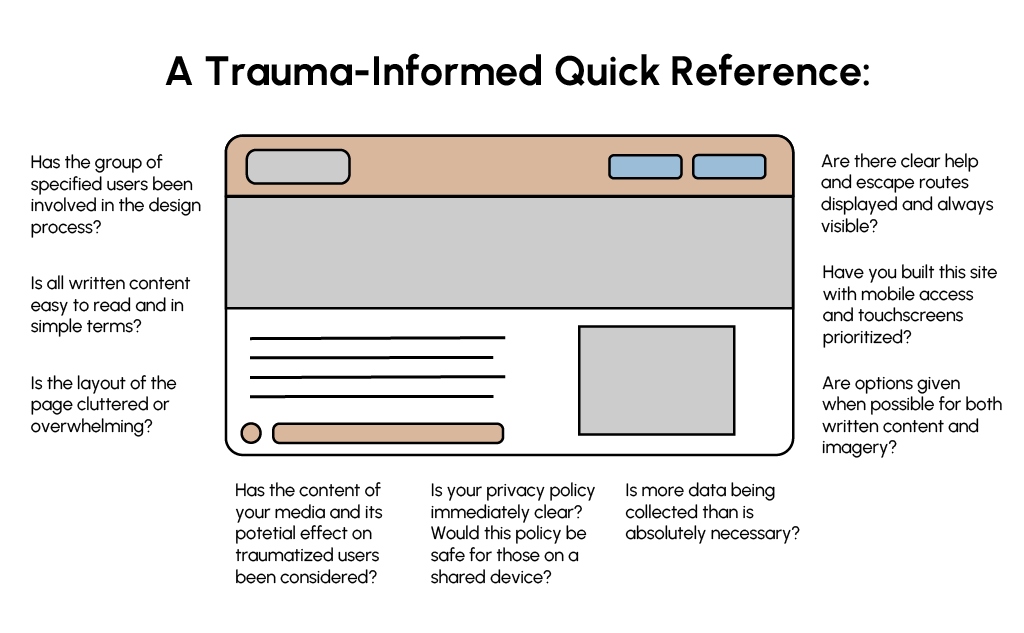 A Trauma-Informed Quick Reference:
Has the group of
specified users been
involved in the design
process?
Is all written content
easy to read and in
simple terms?
Is the layout of the
page cluttered or
overwhelming?
Are there clear help
and escape routes
displayed and always
visible?
Have you built this site
with mobile access
and touchscreens
prioritized?
Are options given
when possible for both
written content and
imagery?
Has the content of
your media and its
potetial effect on
traumatized users
been considered?
Is your privacy policy
immediately clear?
Would this policy be
safe for those on a
shared device?
Is more data being
collected than is
absolutely necessary?